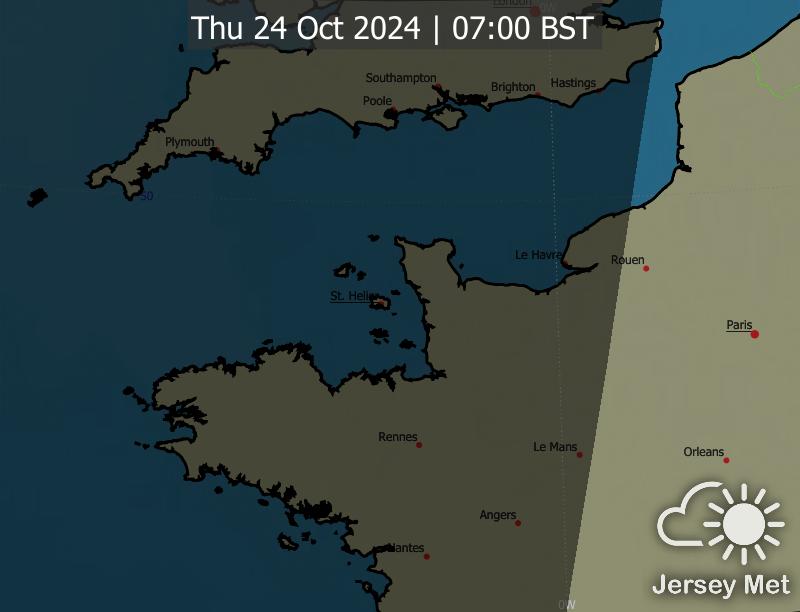 London
0W
Thu 24 Oct 2024 | 07:00 BST
Southampton
Brighton
Hastings
Poole
Plymouth
50
Le Havre
Rouen
St. Helier
Paris
Rennes
Le Mans
Orleans
Angers
Nantes
Jersey Met
0W